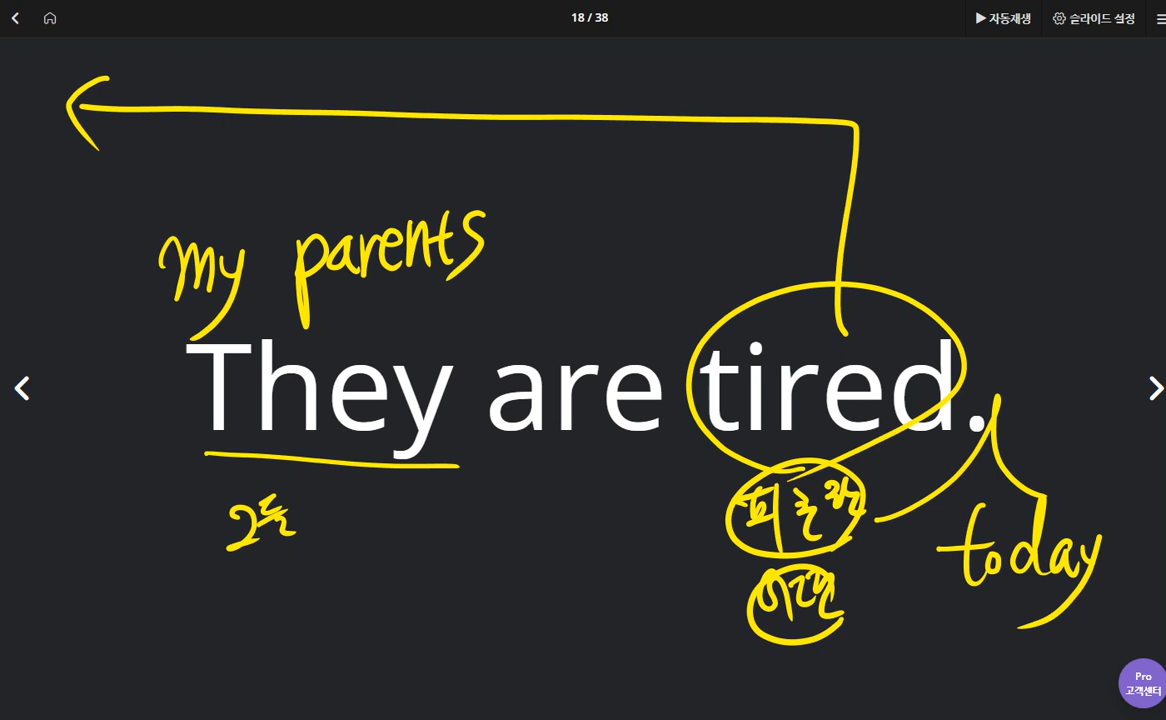 18 / 38
자동재생
슬라이드 설정
my parents
They are tired.
그들
피곤한
today
Pro
고객센터